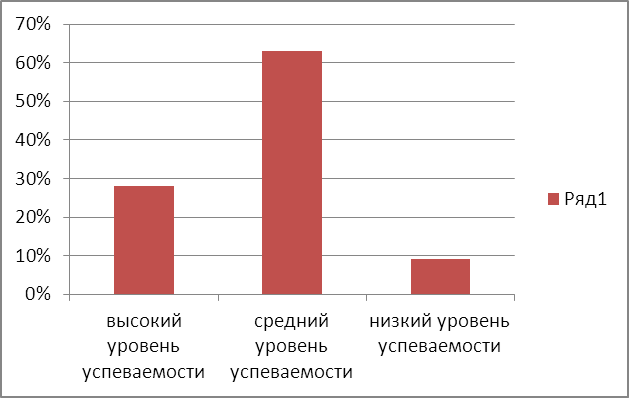 70%
60%
50%
40%
30%
20%
10%
0%
высокий
уровень
успеваемости
средний
уровень
успеваемости
низкий уровень
успеваемости
Ряд1